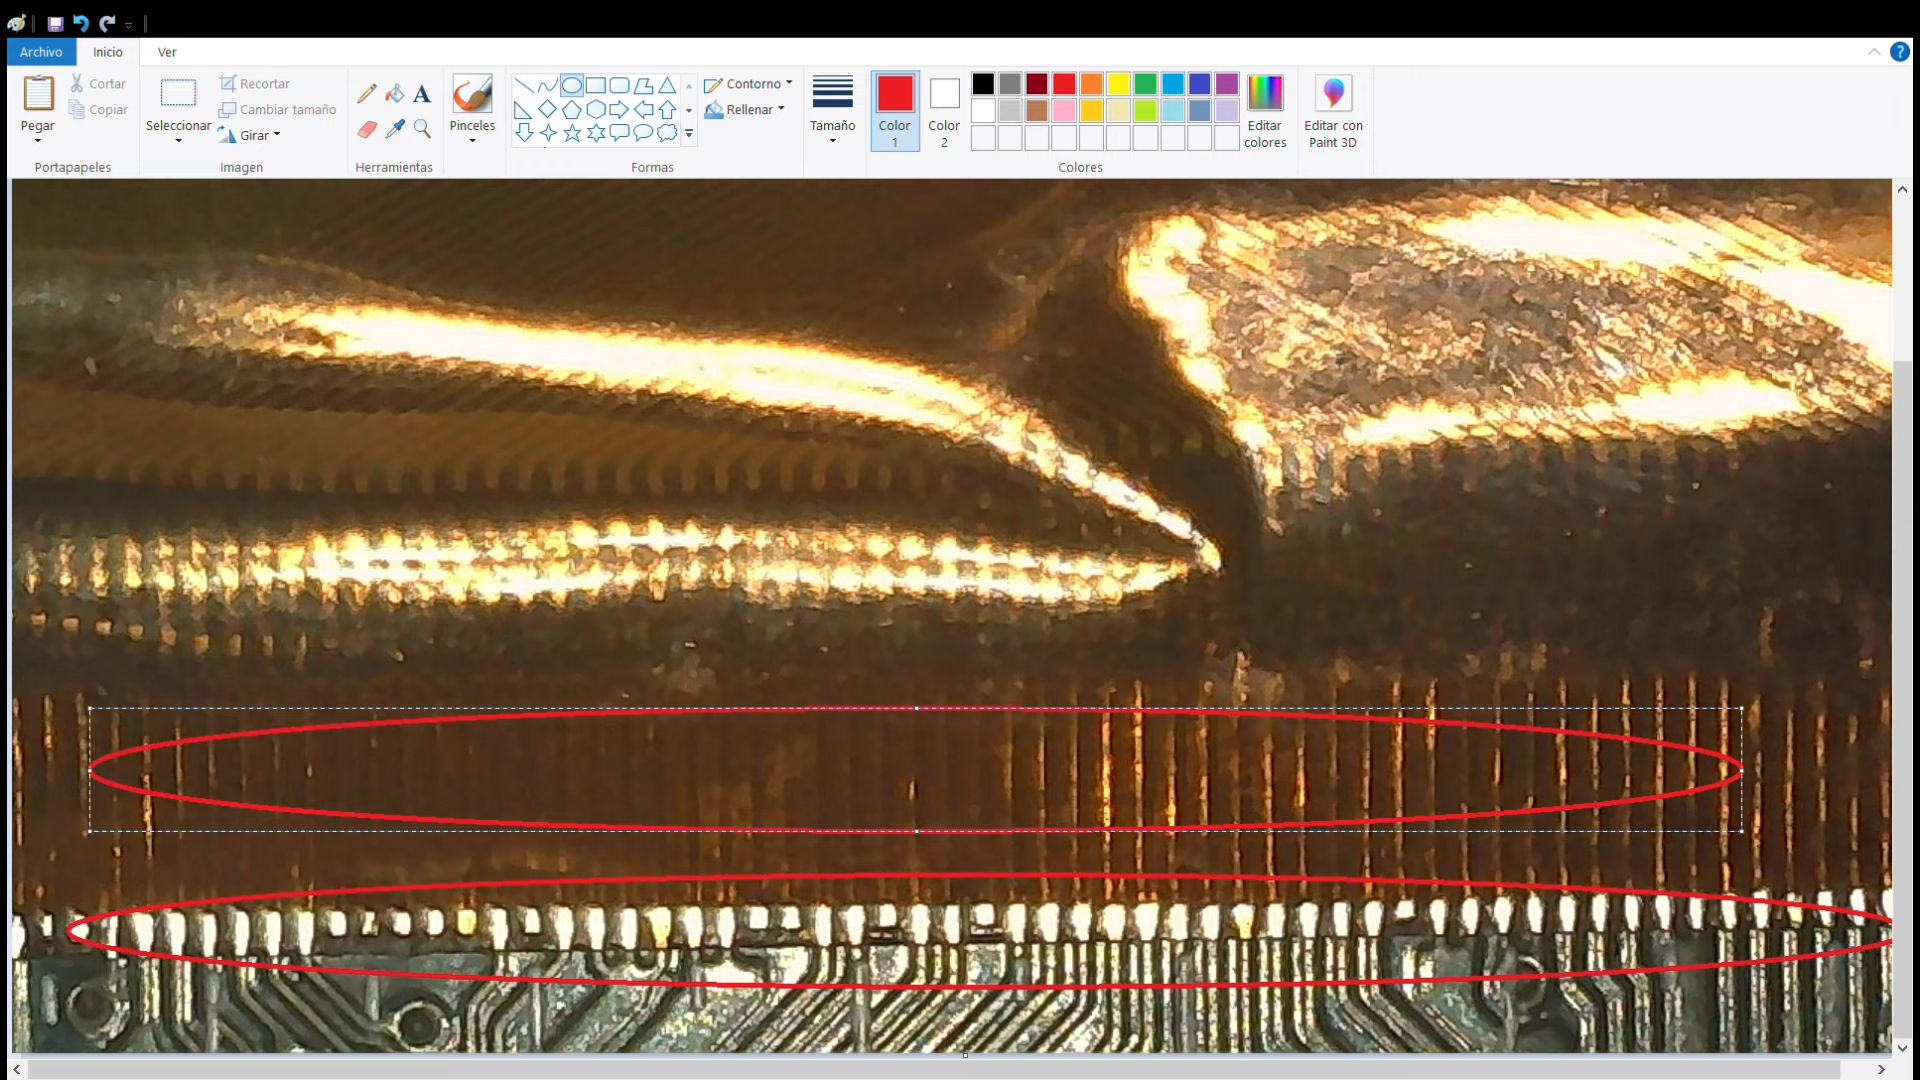 Archivo Inicio Ver
Pegar
Cortar
Copiar
Portapapeles
Seleccionar
Recortar
Cambiar tamaño
Girar
Imagen
A
Herramientas
Pinceles
Contorno
Rellenar
Formas
Tamaño
Color
1
Color
2
Editar
colores
Colores
Editar con
Paint 3D
?